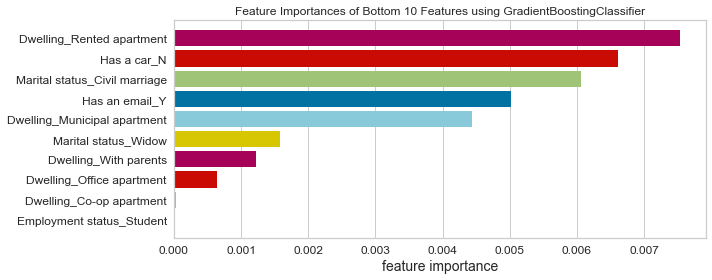 Feature Importances of Bottom 10 Features using GradientBoostingClassifier
Dwelling_Rented apartment
Has a car_N
Marital status_Civil marriage
Has an email_Y
Dwelling_Municipal apartment
Marital status_Widow
Dwelling_With parents
Dwelling_Office apartment
Dwelling_Co-op apartment
Employment status_Student
0.000 0.001 0.002 0.003 0.004 0.005 0.006 0.007
feature importance